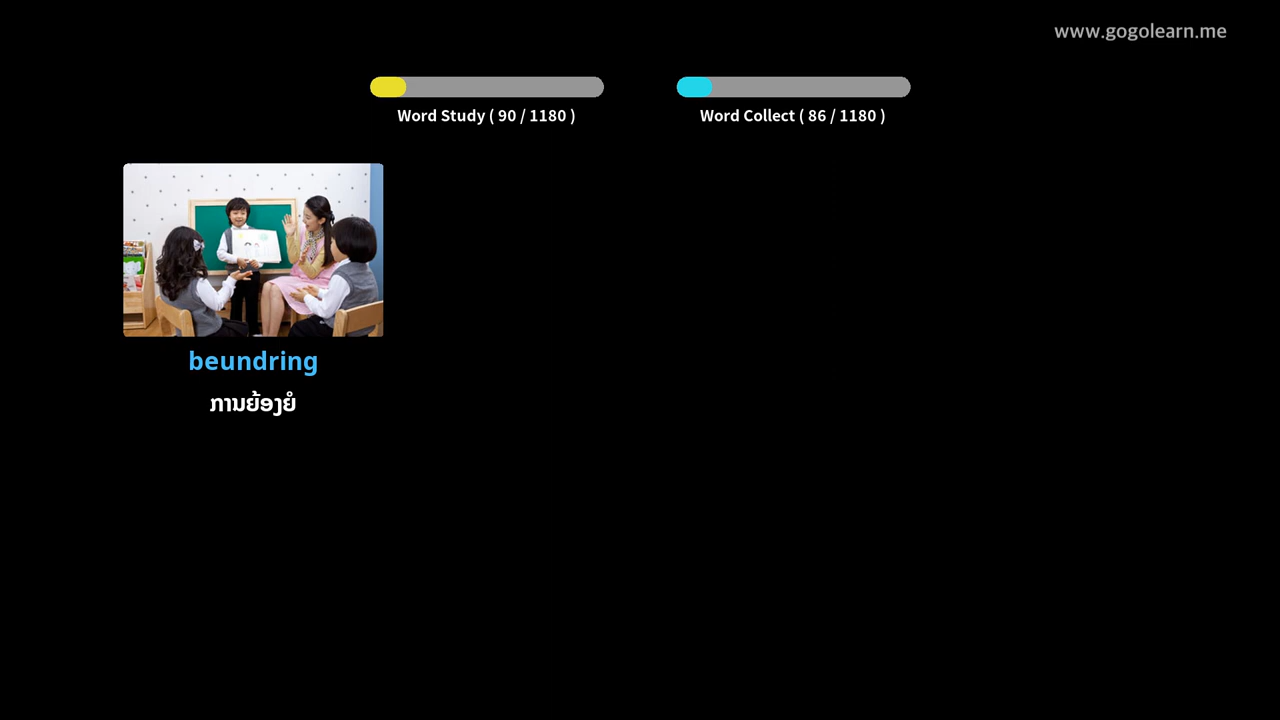 www.gogolearn.me
Word Study ( 90 / 1180 )
Word Collect ( 86 / 1180 )
beundring
ການຍ້ອງຍໍ